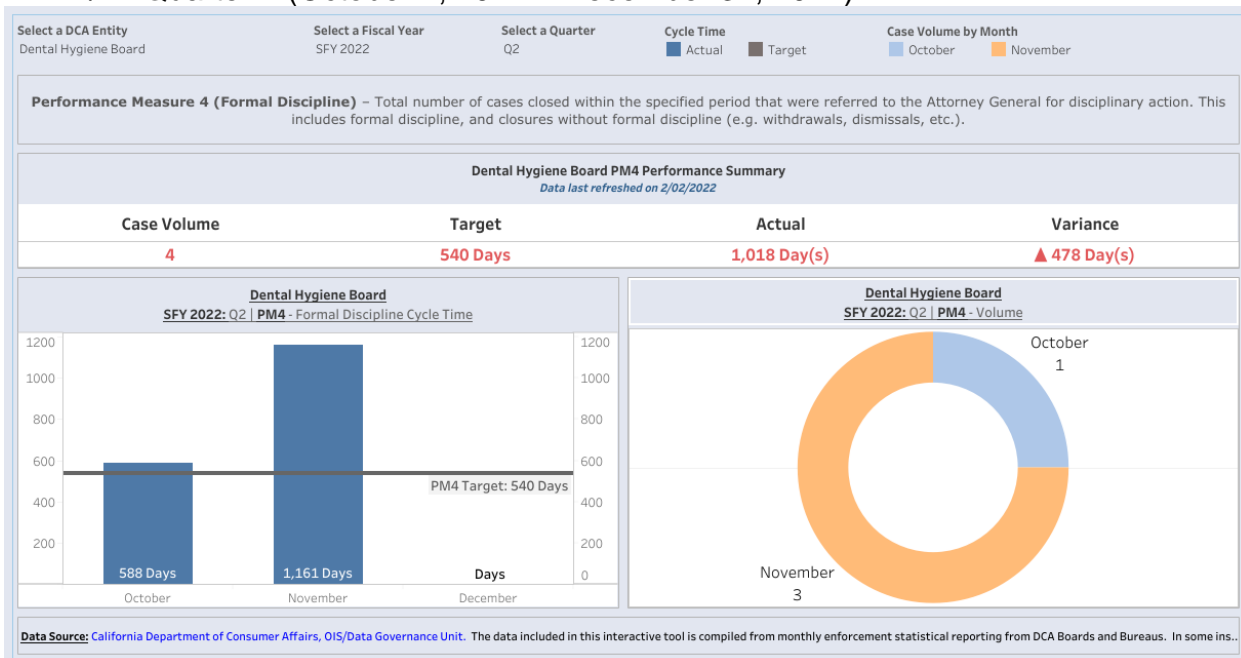 Select a DCA Entity
Select a Fiscal Year
Select a Quarter
Cycle Time
Case Volume by Month
Dental Hygiene Board
SFY 2022
Q2
Actual
Target
October
November
Performance Measure 4 (Formal Discipline) – Total number of cases closed within the specified period that were referred to the Attorney General for disciplinary action. This
includes formal discipline, and closures without formal discipline (e.g. withdrawals, dismissals, etc.).
Dental Hygiene Board PM4 Performance Summary
Data last refreshed on 2/02/2022
Case Volume
Target
Actual
Variance
4
540 Days
1,018 Day(s)
▲ 478 Day(s)
Dental Hygiene Board
SFY 2022: Q2 | PM4 - Formal Discipline Cycle Time
1200
1000
800
600
400
200
1200
1000
800
600
400
200
0
PM4 Target: 540 Days
588 Days
1,161 Days
Days
October
November
December
Dental Hygiene Board
SFY 2022: Q2 | PM4 - Volume
October
1
November
3
Data Source: California Department of Consumer Affairs, OIS/Data Governance Unit. The data included in this interactive tool is compiled from monthly enforcement statistical reporting from DCA Boards and Bureaus. In some ins..